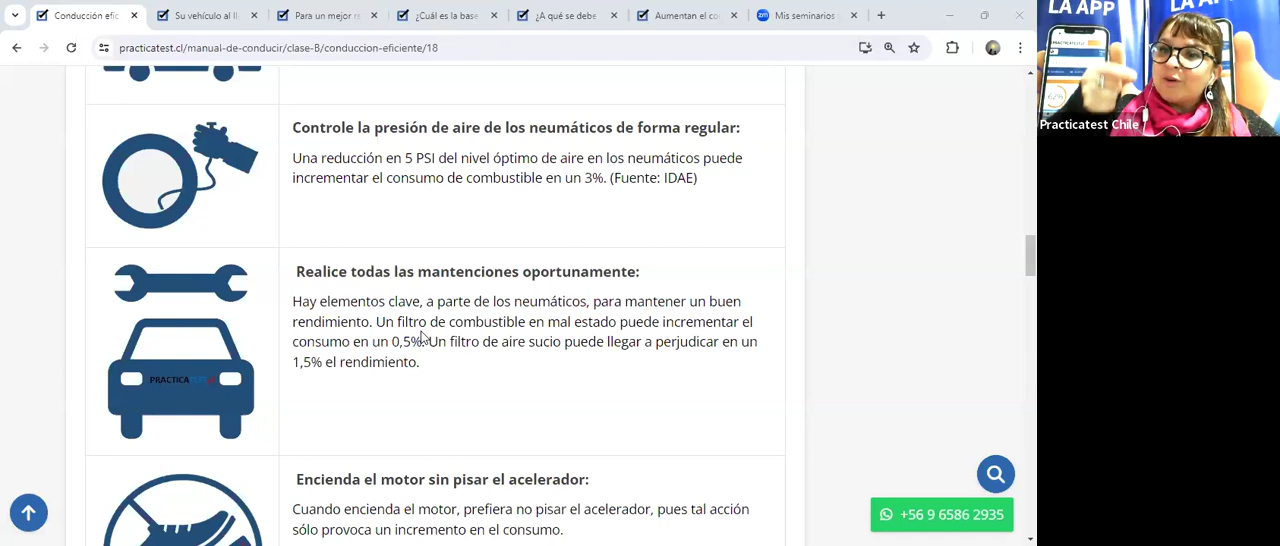 Conducción efic
Su vehículo al ll
Para un mejor re
¿Cuál es la base
¿A qué se debe
Aumentan el co
Mis seminarios
practicatest.cl/manual-de-conducir/clase-B/conduccion-eficiente/18
LA APP
LA AP
Practicatest Chile
Controle la presión de aire de los neumáticos de forma regular:
Una reducción en 5 PSI del nivel óptimo de aire en los neumáticos puede
incrementar el consumo de combustible en un 3%. (Fuente: IDAE)
Realice todas las mantenciones oportunamente:
Hay elementos clave, a parte de los neumáticos, para mantener un buen
rendimiento. Un filtro de combustible en mal estado puede incrementar el
consumo en un 0,5%. Un filtro de aire sucio puede llegar a perjudicar en un
1,5% el rendimiento.
PRACTICA
Encienda el motor sin pisar el acelerador:
Cuando encienda el motor, prefiera no pisar el acelerador, pues tal acción
sólo provoca un incremento en el consumo.
+56 9 6586 2935